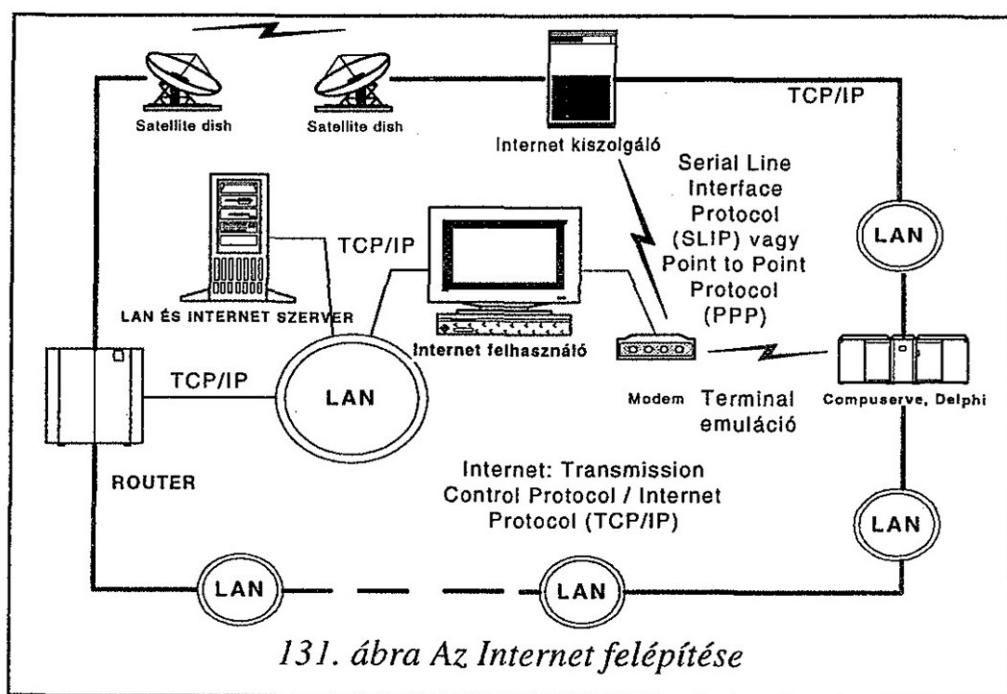 Satellite dish
Satellite dish
Internet kiszolgáló
TCP/IP
Serial Line
Interface
Protocol
(SLIP) vagy
Point to Point
Protocol
(PPP)
LAN
TCP/IP
LAN ÉS INTERNET SZERVER
Internet felhasználó
TCP/IP
LAN
Modem
Terminal
emuláció
Compuserve, Delphi
ROUTER
Internet: Transmission
Control Protocol / Internet
Protocol (TCP/IP)
LAN
LAN
LAN
131. ábra Az Internet felépítése